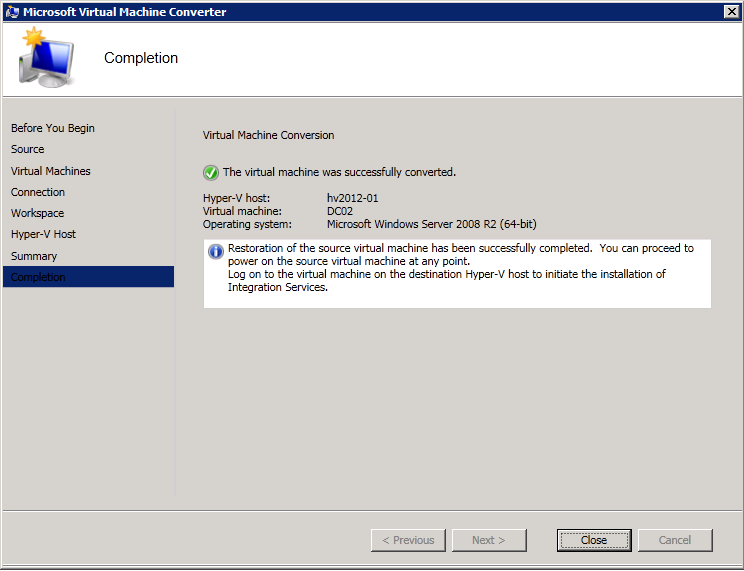 Microsoft Virtual Machine Converter
Completion
Before You Begin
Source
Virtual Machines
Connection
Workspace
Hyper-V Host
Summary
Completion
Virtual Machine Conversion
The virtual machine was successfully converted.
Hyper-V host: hv2012-01
Virtual machine: DC02
Operating system: Microsoft Windows Server 2008 R2 (64-bit)
Restoration of the source virtual machine has been successfully completed. You can proceed to
power on the source virtual machine at any point.
Log on to the virtual machine on the destination Hyper-V host to initiate the installation of
Integration Services.
< Previous
Next >
Close
Cancel